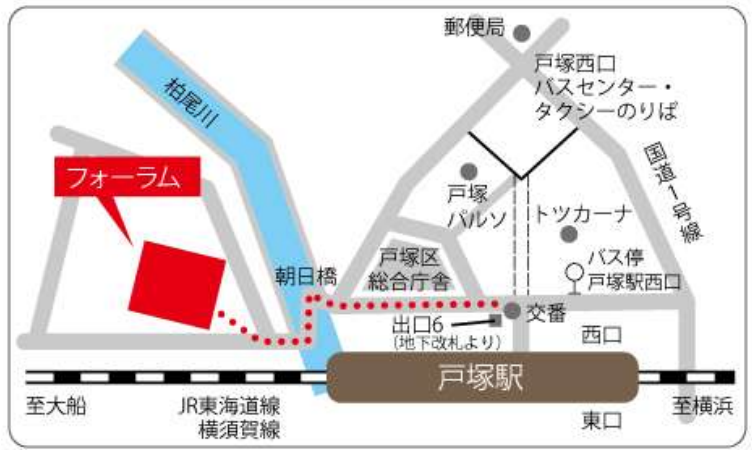 郵便局
戸塚西口
バスセンター・
タクシーのりば
柏尾川
国道1号線
フォーラム
戸塚
パルソ
トツカーナ
戸塚区
総合庁舎
バス停
戸塚駅西口
朝日橋
出口6
(地下改札より)
交番
西口
戸塚駅
至大船
JR東海道線
横須賀線
東口
至横浜